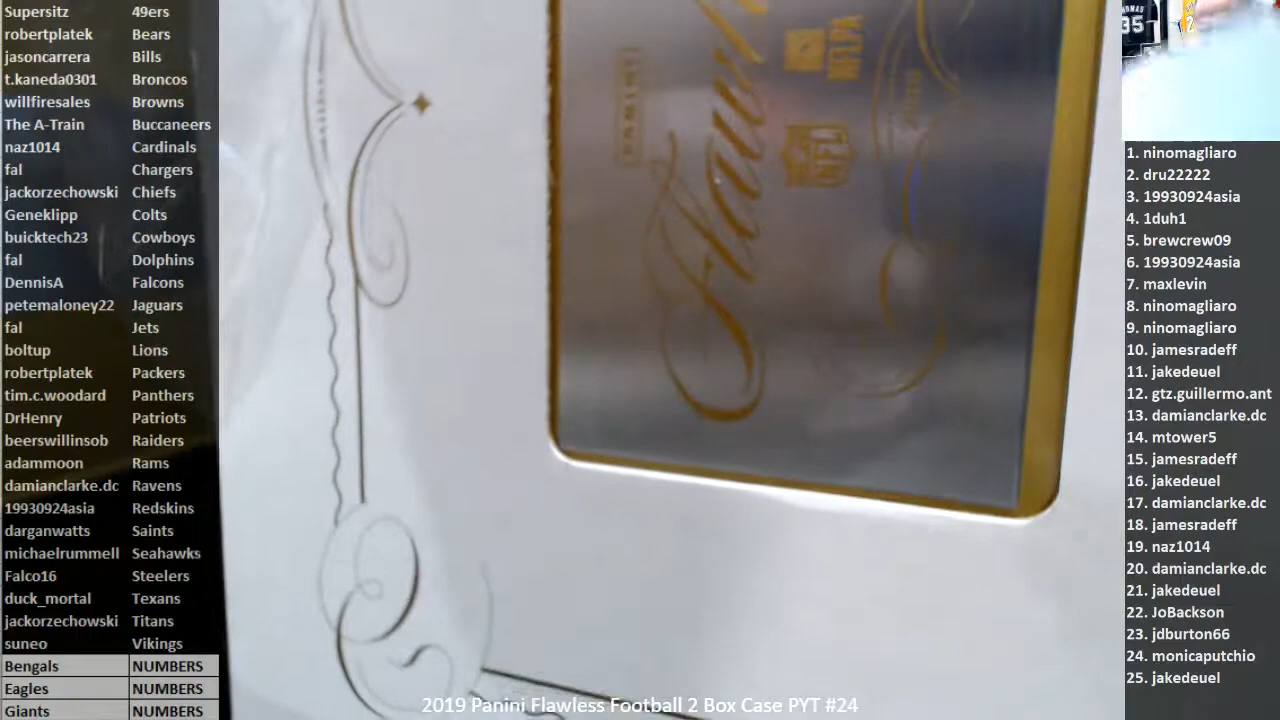 Supersitz 49ers
robertplatek Bears
jasoncarrera Bills
t.kaneda0301 Broncos
willfiresales Browns
The A-Train Buccaneers
naz1014 Cardinals
fal Chargers
jackorzechowski Chiefs
Geneklipp Colts
buicktech23 Cowboys
fal Dolphins
DennisA Falcons
petemaloney22 Jaguars
fal Jets
boltup Lions
robertplatek Packers
tim.c.woodard Panthers
DrHenry Patriots
beerswillinsob Raiders
adammoon Rams
damianclarke.dc Ravens
19930924asia Redskins
darganwatts Saints
michaelrummell Seahawks
Falco16 Steelers
duck_mortal Texans
jackorzechowski Titans
suneo Vikings
Bengals NUMBERS
Eagles NUMBERS
Giants NUMBERS
PANINI
NFL
NFLPA
35
1. ninomagliaro
2. dru22222
3. 19930924asia
4. 1duh1
5. brewcrew09
6. 19930924asia
7. maxlevin
8. ninomagliaro
9. ninomagliaro
10. jamesradeff
11. jakedeuel
12. gtz.guillermo.ant
13. damianclarke.dc
14. mtower5
15. jamesradeff
16. jakedeuel
17. damianclarke.dc
18. jamesradeff
19. naz1014
20. damianclarke.dc
21. jakedeuel
22. JoBackson
23. jdburton66
24. monicaputchio
25. jakedeuel
2019 Panini Flawless Football 2 Box Case PYT #24